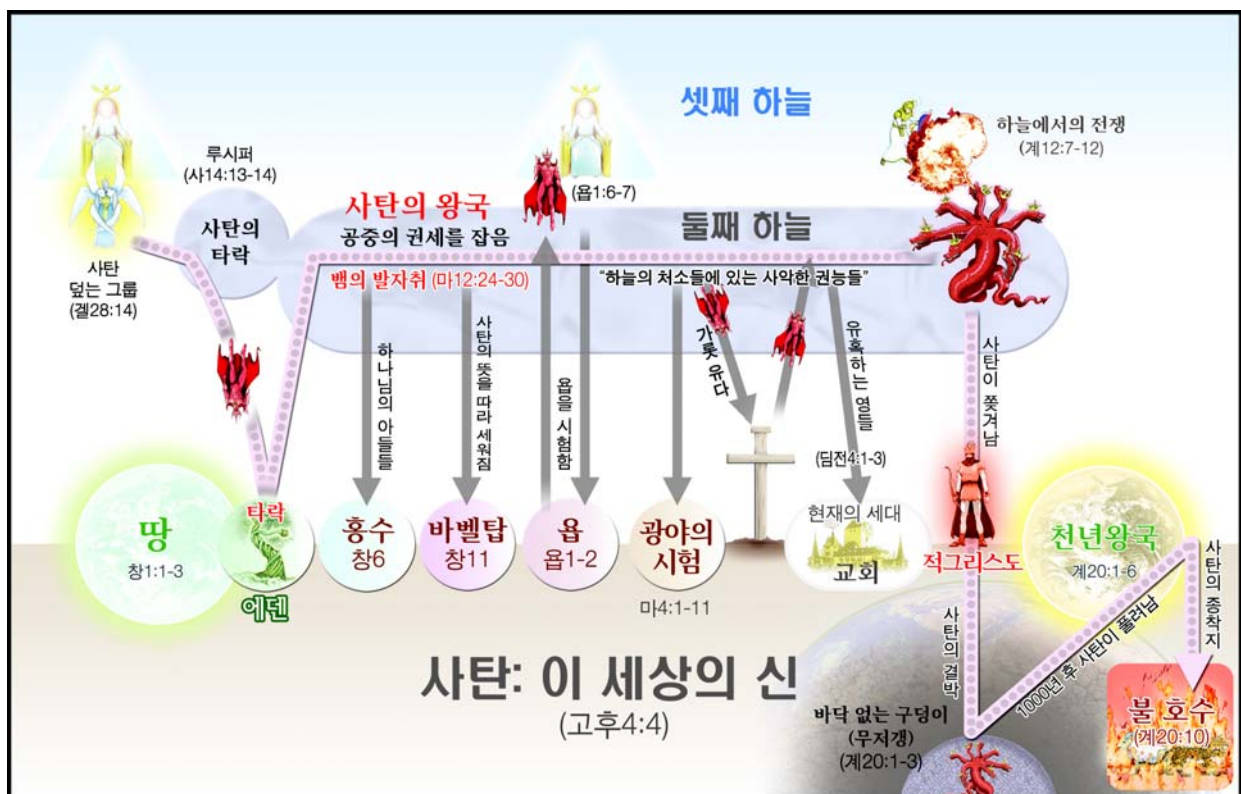 셋째 하늘
하늘에서의 전쟁
(계12:7-12)
루시퍼
(사14:13-14)
사탄의
타락
사탄
덮는 그룹
(겔28:14)
사탄의 왕국
공중의 권세를 잡음
뱀의 발자취 (마12:24-30)
(욥1:6-7)
둘째 하늘
“하늘의 처소들에 있는 사악한 권능들”
하나님의 아들들
사탄의 뜻을 따라 세워짐
욥을 시험함
가롯 유다
유혹하는 영들
(딤전4:1-3)
사탄이 쫓겨남
땅
창1:1-3
타락
에덴
홍수
창6
바벨탑
창11
욥
욥1-2
광야의
시험
마4:1-11
현재의 세대
교회
적그리스도
천년왕국
계20:1-6
사탄의 결박
1000년 후 사탄이 풀려남
사탄의 종착지
사탄: 이 세상의 신
(고후4:4)
바닥 없는 구덩이
(무저갱)
(계20:1-3)
불 호수
(계20:10)